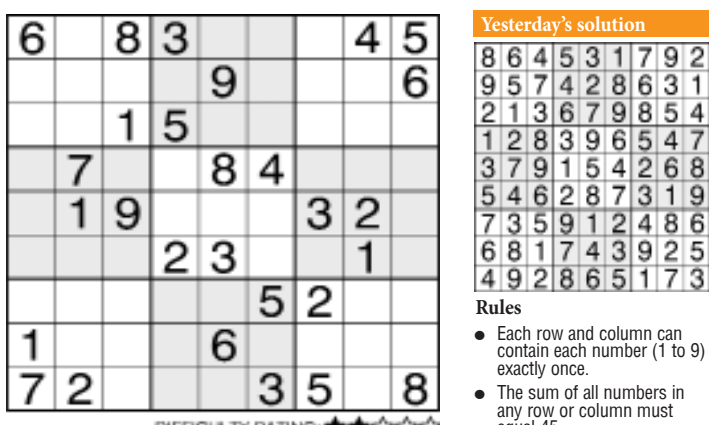 6 8 3 4 5
9 6
1 5
7 8 4
1 9 3 2
2 3 1
5 2
1 6
7 2 3 5 8
DIFFICULTY RATING: ★★☆☆☆
Yesterday's solution
8 6 4 5 3 1 7 9 2
9 5 7 4 2 8 6 3 1
2 1 3 6 7 9 8 5 4
1 2 8 3 9 6 5 4 7
3 7 9 1 5 4 2 6 8
5 4 6 2 8 7 3 1 9
7 3 5 9 1 2 4 8 6
6 8 1 7 4 3 9 2 5
4 9 2 8 6 5 1 7 3
Rules
● Each row and column can
contain each number (1 to 9)
exactly once.
● The sum of all numbers in
any row or column must
equal 45